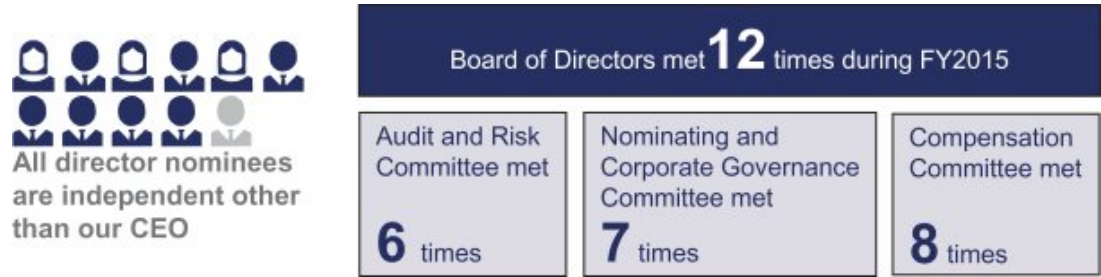 All director nominees
are independent other
than our CEO
Board of Directors met 12 times during FY2015
Audit and Risk
Committee met
6 times
Nominating and
Corporate Governance
Committee met
7 times
Compensation
Committee met
8 times